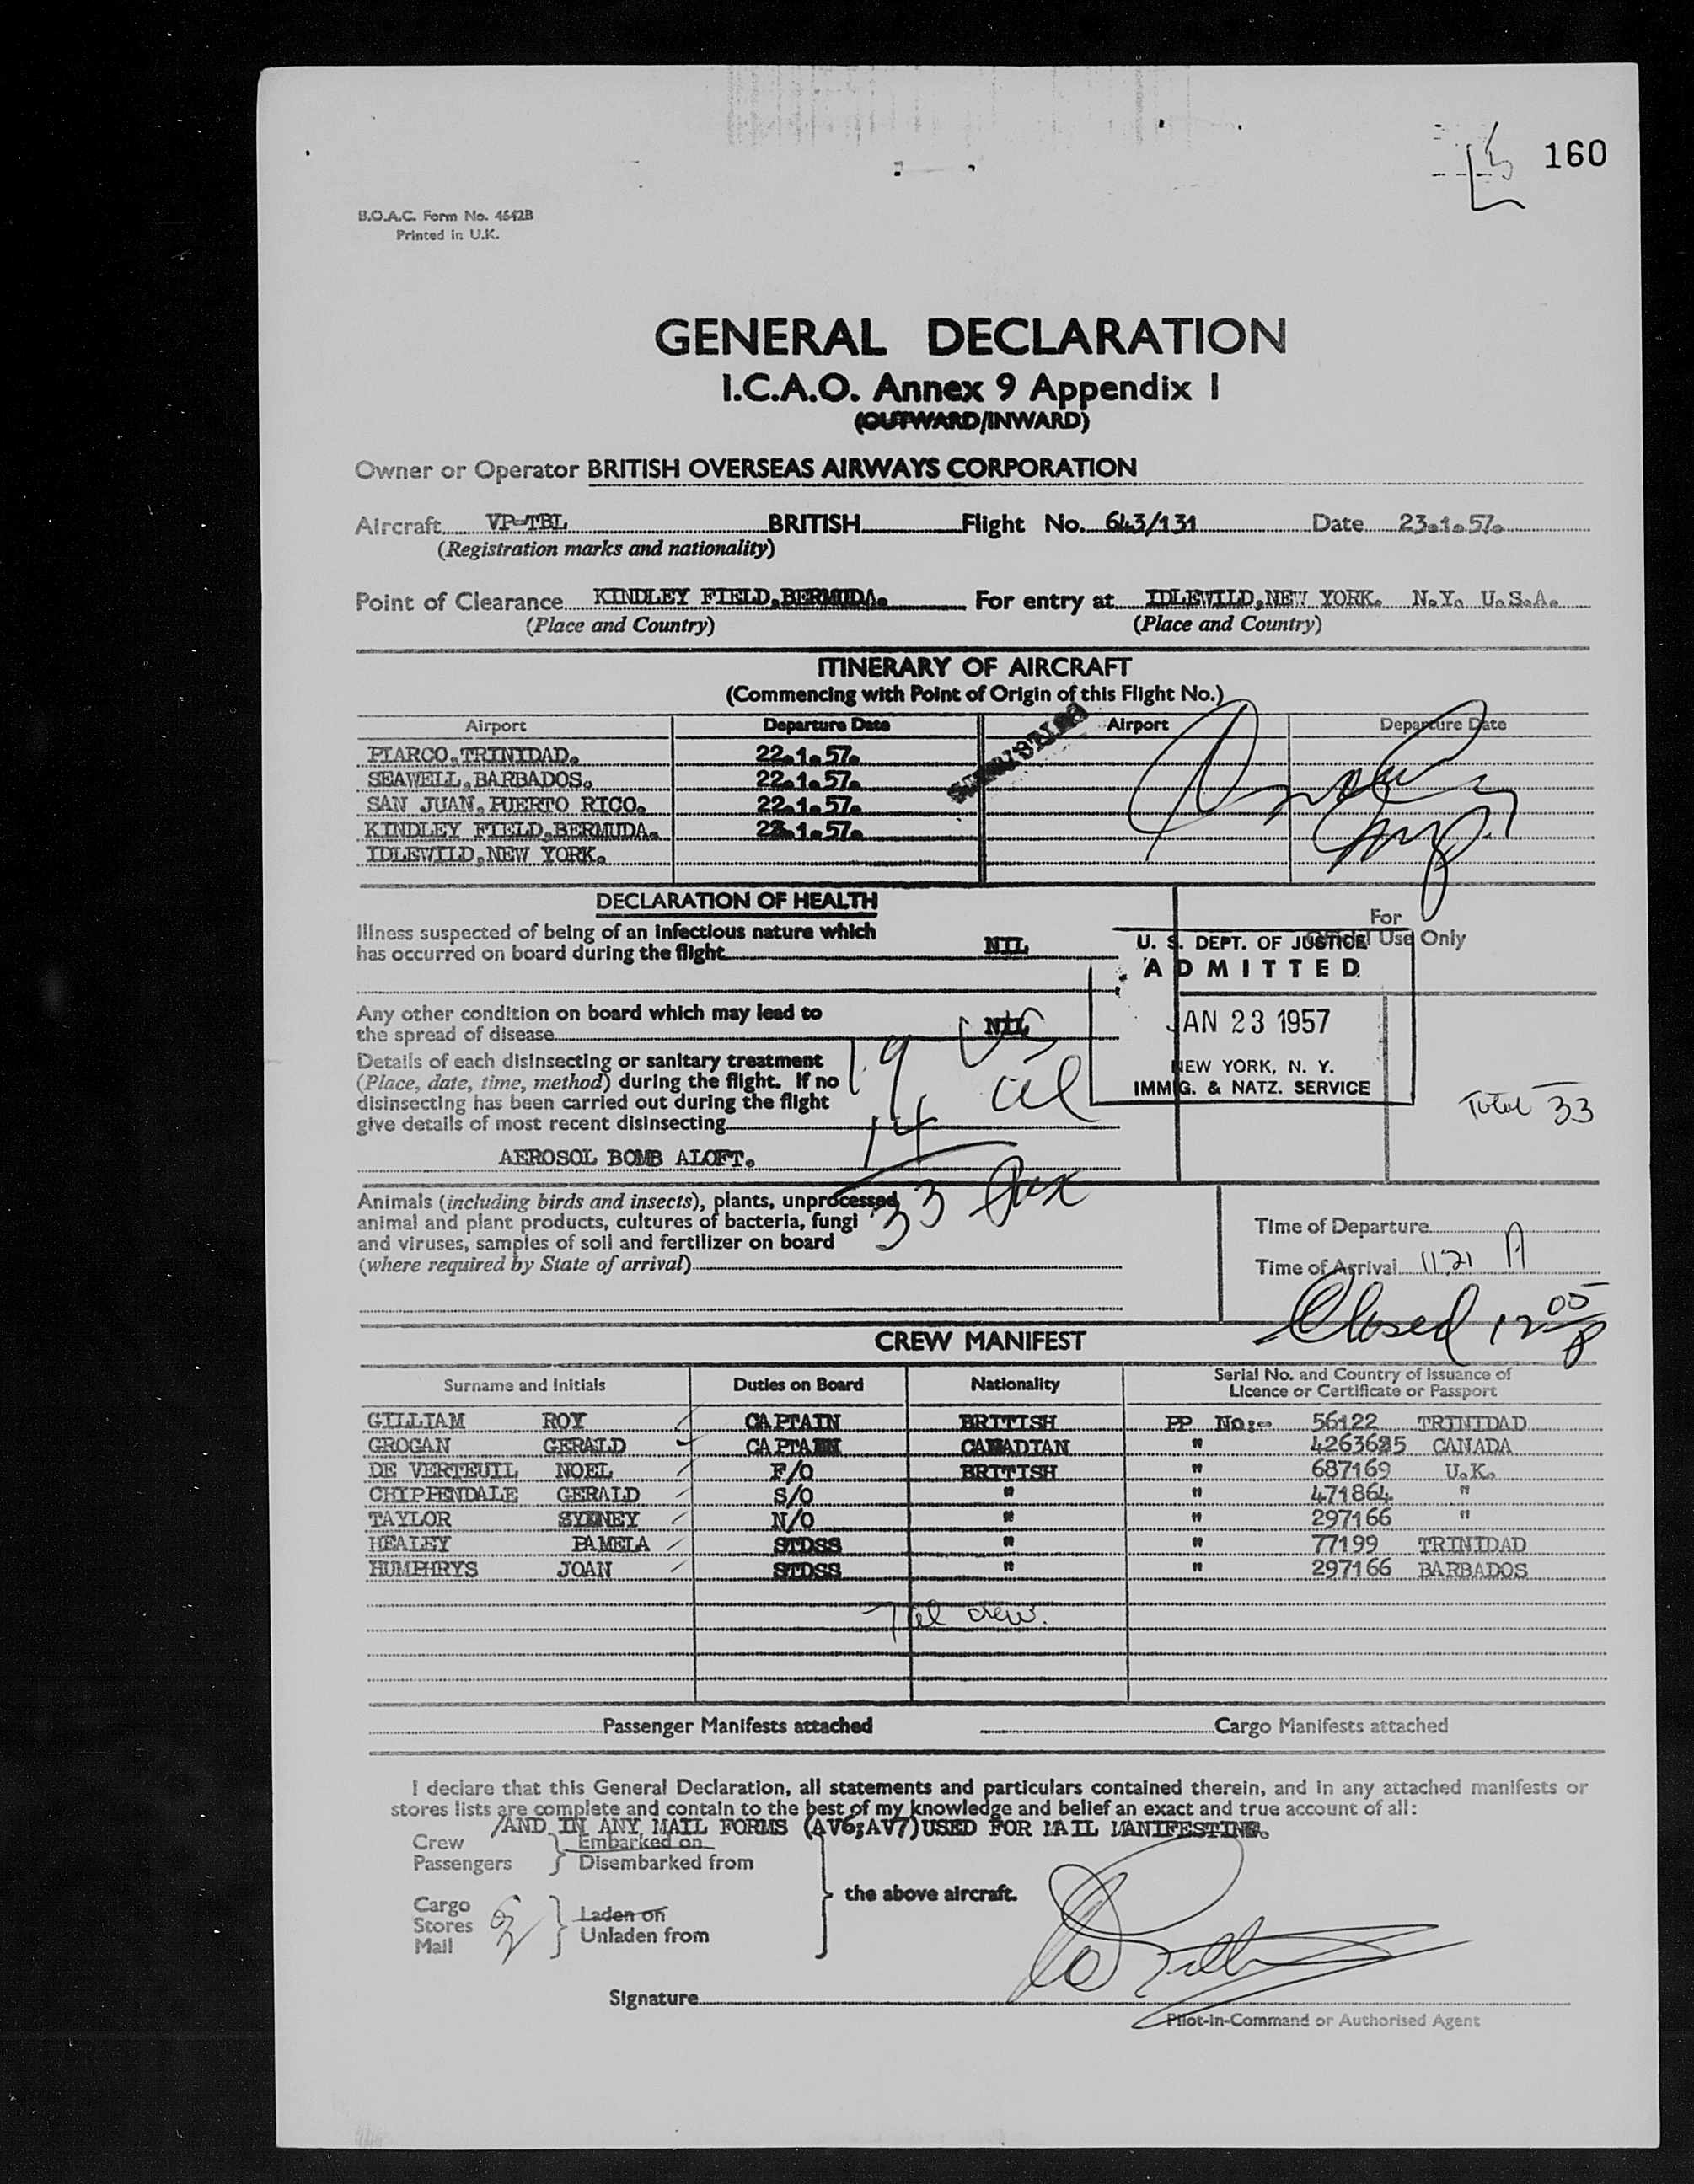 160
B.O.A.C. Form No. 4642B
Printed in U.K.
GENERAL DECLARATION
I.C.A.O. Annex 9 Appendix I
(OUTWARD/INWARD)
Owner or Operator BRITISH OVERSEAS AIRWAYS CORPORATION
Aircraft VP-TBL BRITISH Flight No. 643/131 Date 23.1.57.
(Registration marks and nationality)
Point of Clearance KINDLEY FIELD,BERMUDA. For entry at IDLEWILD,NEW YORK. N.Y. U.S.A.
(Place and Country) (Place and Country)
ITINERARY OF AIRCRAFT
(Commencing with Point of Origin of this Flight No.)
Airport Departure Date Airport Departure Date
PIARCO,TRINIDAD. 22.1.57.
SEAWELL,BARBADOS. 22.1.57.
SAN JUAN,PUERTO RICO. 22.1.57.
KINDLEY FIELD,BERMUDA. 23.1.57.
IDLEWILD,NEW YORK.
DECLARATION OF HEALTH
For
Official Use Only
Illness suspected of being of an infectious nature which
has occurred on board during the flight NIL
U. S. DEPT. OF JUSTICE
ADMITTED
JAN 23 1957
NEW YORK, N. Y.
IMMIG. & NATZ. SERVICE
Any other condition on board which may lead to
the spread of disease NIL
Details of each disinsecting or sanitary treatment
(Place, date, time, method) during the flight. If no
disinsecting has been carried out during the flight
give details of most recent disinsecting
AEROSOL BOMB ALOFT.
19 US
14 al
33 Pax
Total 33
Animals (including birds and insects), plants, unprocessed
animal and plant products, cultures of bacteria, fungi
and viruses, samples of soil and fertilizer on board
(where required by State of arrival)
Time of Departure
Time of Arrival 11:21 A
Closed 12 05 P
CREW MANIFEST
Surname and Initials Duties on Board Nationality Serial No. and Country of Issuance of
Licence or Certificate or Passport
GILLIAM ROY CAPTAIN BRITISH PP No:- 56122 TRINIDAD
GROGAN GERALD CAPTAIN CANADIAN " 4263625 CANADA
DE VERTEUIL NOEL F/O BRITISH " 687169 U.K.
CHIPPENDALE GERALD S/O " " 471864 "
TAYLOR SYDNEY N/O " " 297166 "
HEALEY PAMELA STDSS " " 77199 TRINIDAD
HUMPHRYS JOAN STDSS " " 297166 BARBADOS
7 al crew.
Passenger Manifests attached Cargo Manifests attached
I declare that this General Declaration, all statements and particulars contained therein, and in any attached manifests or
stores lists are complete and contain to the best of my knowledge and belief an exact and true account of all:
/AND IN ANY MAIL FORMS (AV6;AV7)USED FOR MAIL MANIFESTING.
Crew } Embarked on
Passengers } Disembarked from
the above aircraft.
Cargo
Stores } Laden on
Mail } Unladen from
Signature
Pilot-in-Command or Authorised Agent